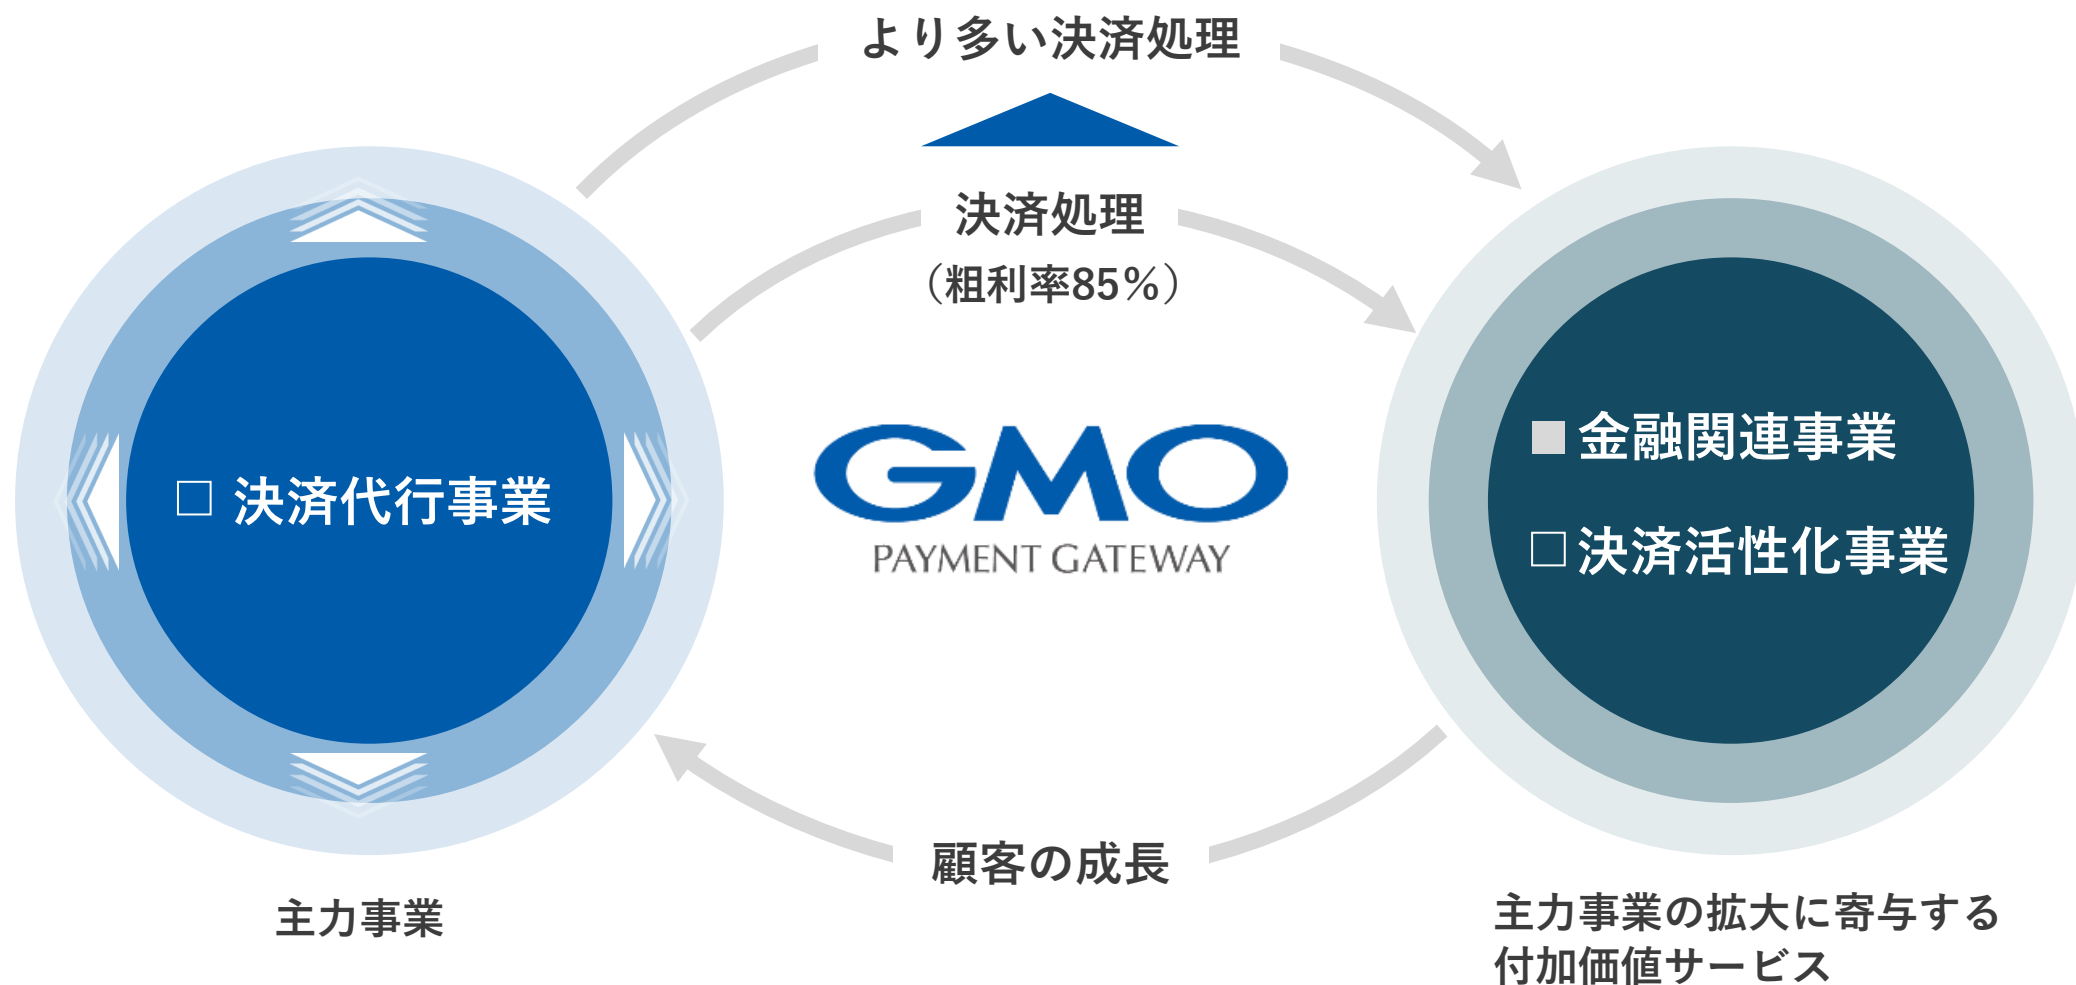 より多い決済処理
決済処理
（粗利率85％）
GMO
PAYMENT GATEWAY
□ 決済代行事業
■ 金融関連事業
□ 決済活性化事業
顧客の成長
主力事業
主力事業の拡大に寄与する
付加価値サービス